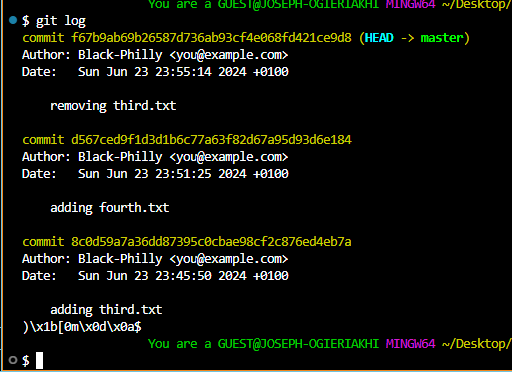 You are a GUEST@JOSEPH-OGIERIAKHI MINGW64 ~/Desktop/
$ git log
commit f67b9ab69b26587d736ab93cf4e068fd421ce9d8 (HEAD -> master)
Author: Black-Philly <you@example.com>
Date:   Sun Jun 23 23:55:14 2024 +0100
removing third.txt
commit d567ced9f1d3d1b6c77a63f82d67a95d93d6e184
Author: Black-Philly <you@example.com>
Date:   Sun Jun 23 23:51:25 2024 +0100
adding fourth.txt
commit 8c0d59a7a36dd87395c0cbae98cf2c876ed4eb7a
Author: Black-Philly <you@example.com>
Date:   Sun Jun 23 23:45:50 2024 +0100
adding third.txt
)\x1b[0m\x0d\x0a$
You are a GUEST@JOSEPH-OGIERIAKHI MINGW64 ~/Desktop/
$